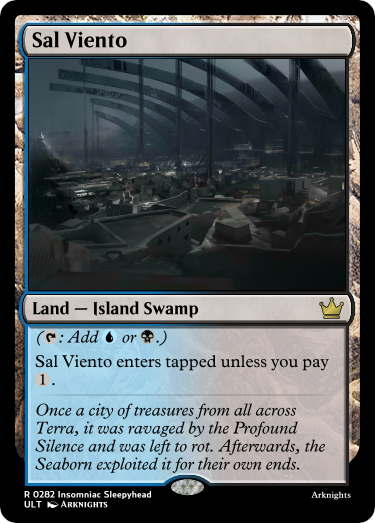 Sal Viento
Land — Island Swamp
(: Add or .)
Sal Viento enters tapped unless you pay
1.
Once a city of treasures from all across
Terra, it was ravaged by the Profound
Silence and was left to rot. Afterwards, the
Seaborn exploited it for their own ends.
R 0282 Insomniac Sleepyhead
Arknights
ULT ARKNIGHTS